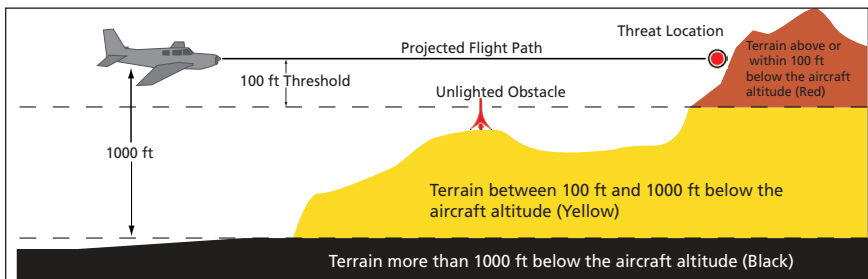 Threat Location
Projected Flight Path
Terrain above or
within 100 ft
below the aircraft
altitude (Red)
100 ft Threshold
Unlighted Obstacle
1000 ft
Terrain between 100 ft and 1000 ft below the
aircraft altitude (Yellow)
Terrain more than 1000 ft below the aircraft altitude (Black)